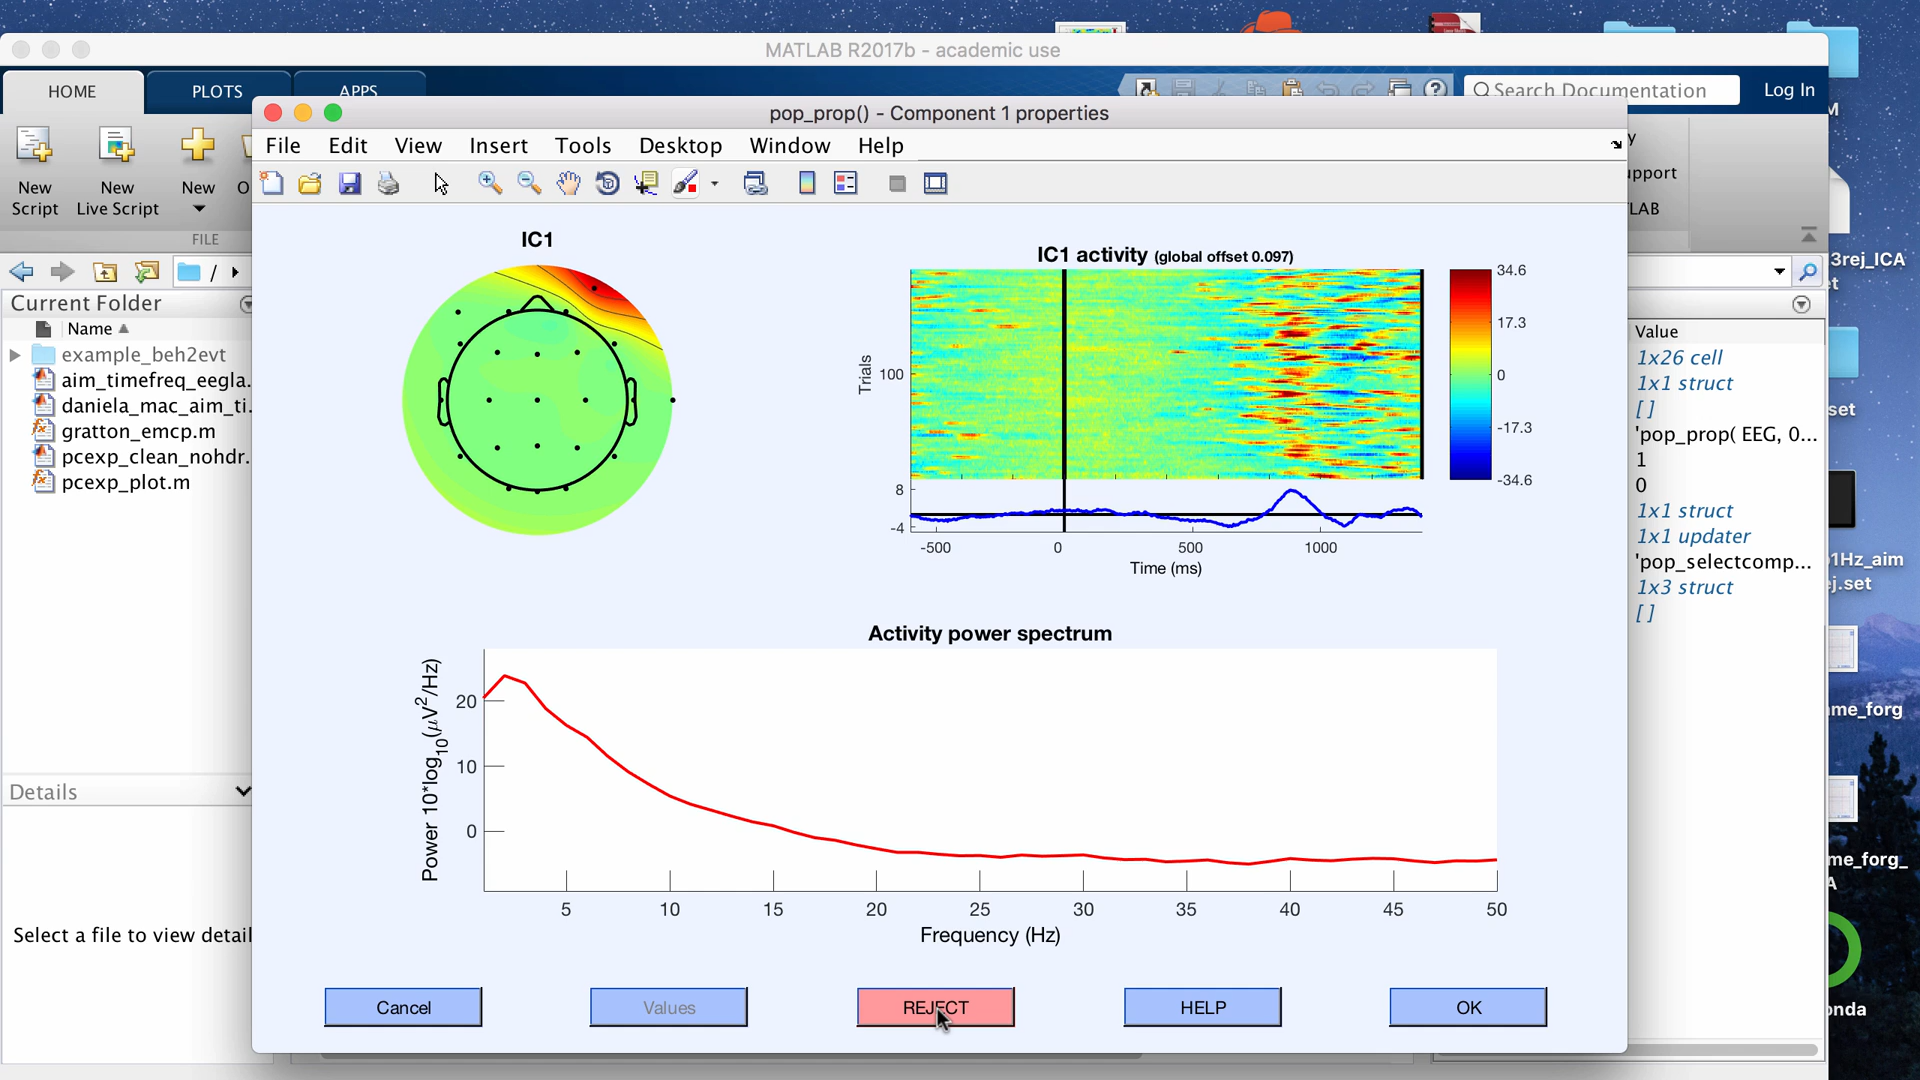 MATLAB R2017b - academic use
HOME
PLOTS
APPS
Search Documentation
Log In
pop_prop() - Component 1 properties
File Edit View Insert Tools Desktop Window Help
New Script
New Live Script
New
FILE
/
Current Folder
Name
example_beh2evt
aim_timefreq_eegla.
daniela_mac_aim_ti.
gratton_emcp.m
pcexp_clean_nohdr.
pcexp_plot.m
Details
Select a file to view detail
IC1
IC1 activity (global offset 0.097)
Trials
100
8
-4
-500 0 500 1000
Time (ms)
34.6
17.3
0
-17.3
-34.6
Activity power spectrum
Power 10*log10(μV2/Hz)
20
10
0
5 10 15 20 25 30 35 40 45 50
Frequency (Hz)
Cancel
Values
REJECT
HELP
OK
Value
1x26 cell
1x1 struct
[]
'pop_prop( EEG, 0...
1
0
1x1 struct
1x1 updater
'pop_selectcomp...
1x3 struct
[]
3rej_ICA
1Hz_aim